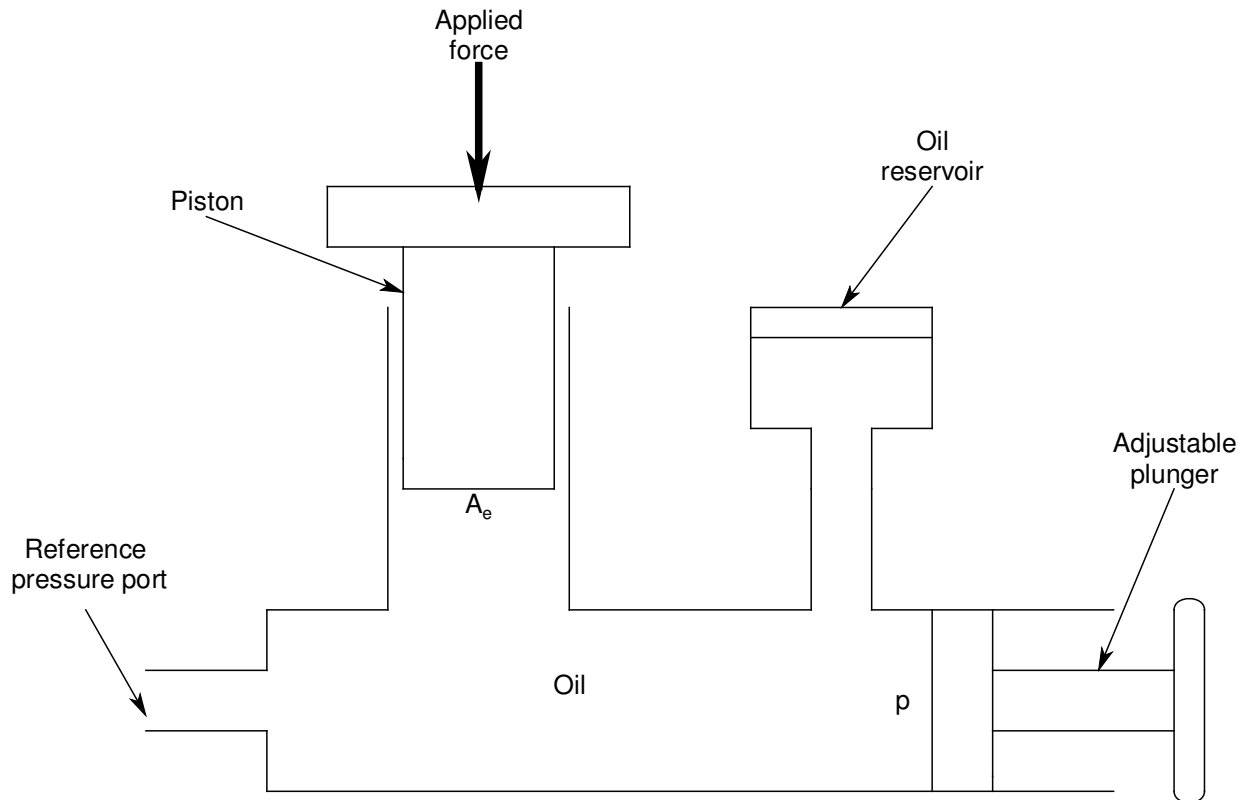 Applied
force
Oil
reservoir
Piston
Adjustable
plunger
Aₑ
Reference
pressure port
Oil
p